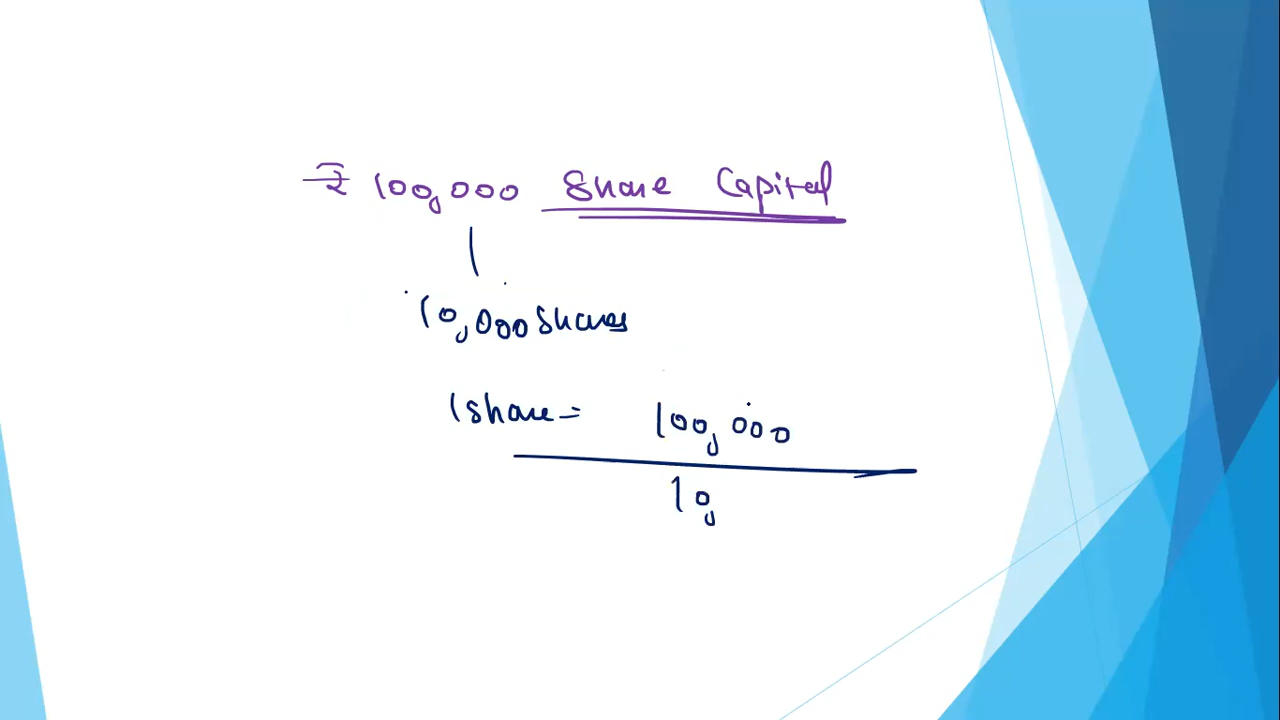 ₹ 100,000 Share Capital
10,000 Shares
1 share = 100,000
10,